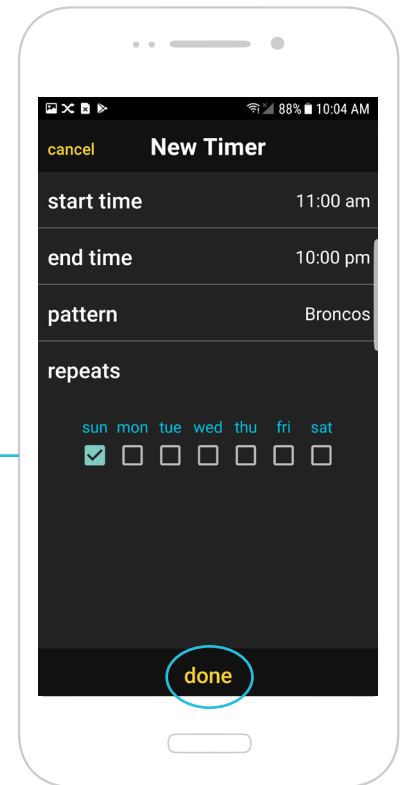 88% 10:04 AM
cancel New Timer
start time 11:00 am
end time 10:00 pm
pattern Broncos
repeats
sun mon tue wed thu fri sat
done